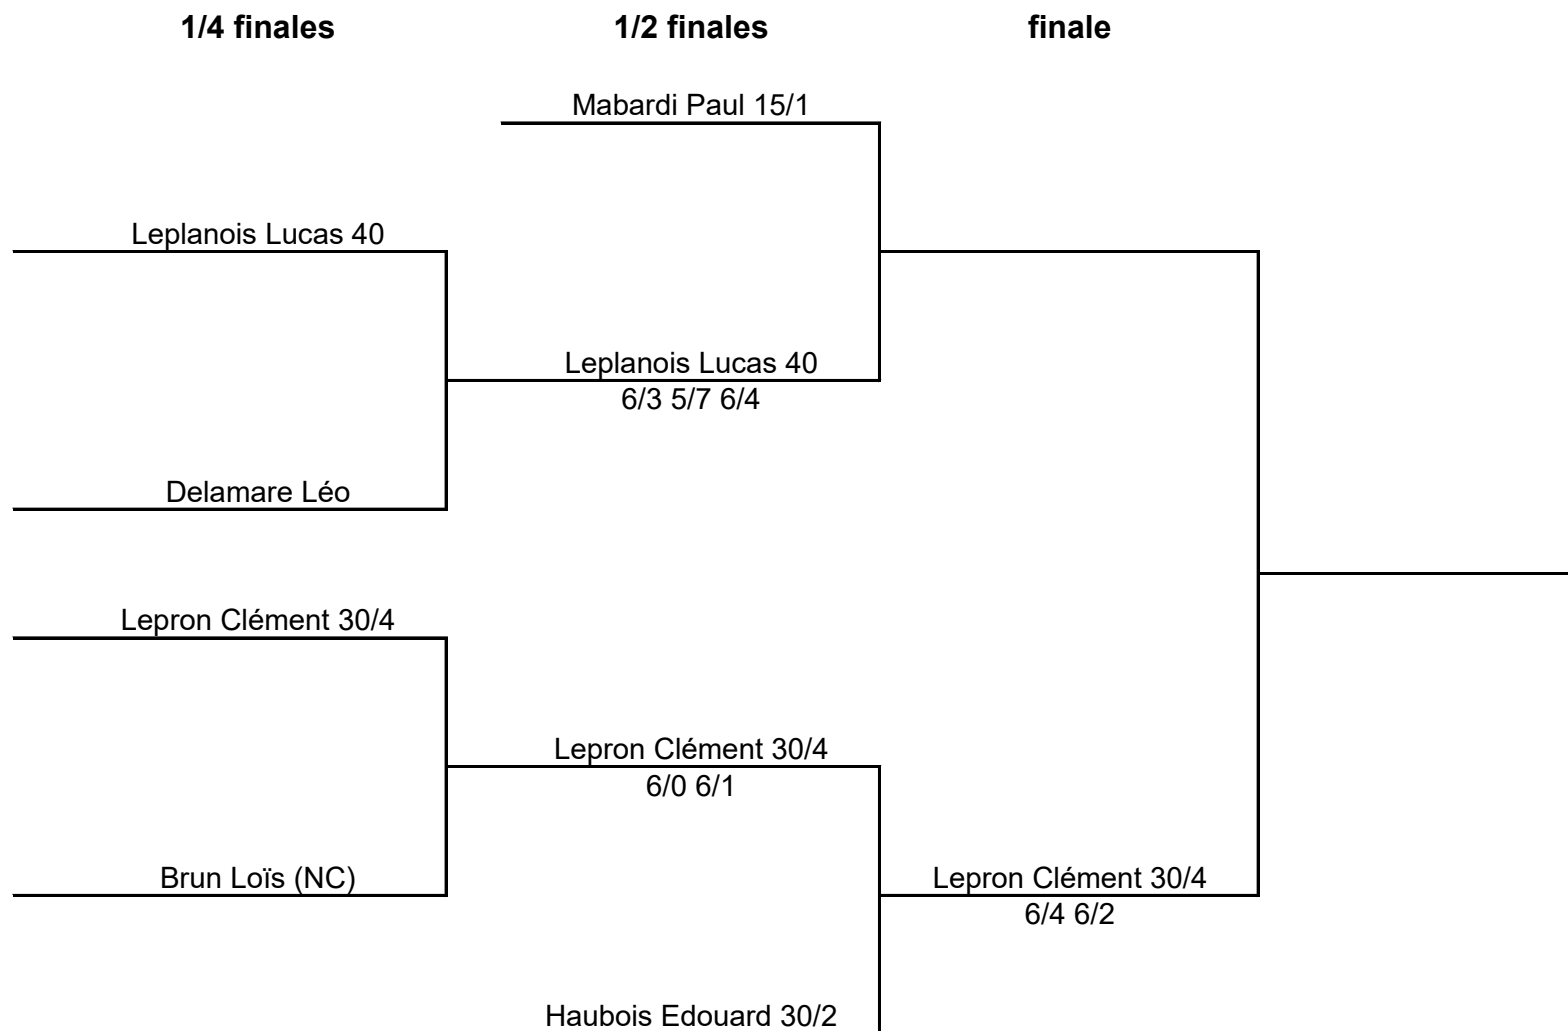 1/4 finales 1/2 finales finale
Mabardi Paul 15/1
Leplanois Lucas 40
Leplanois Lucas 40
6/3 5/7 6/4
Delamare Léo
Lepron Clément 30/4
Lepron Clément 30/4
6/0 6/1
Brun Loïs (NC)
Lepron Clément 30/4
6/4 6/2
Haubois Edouard 30/2